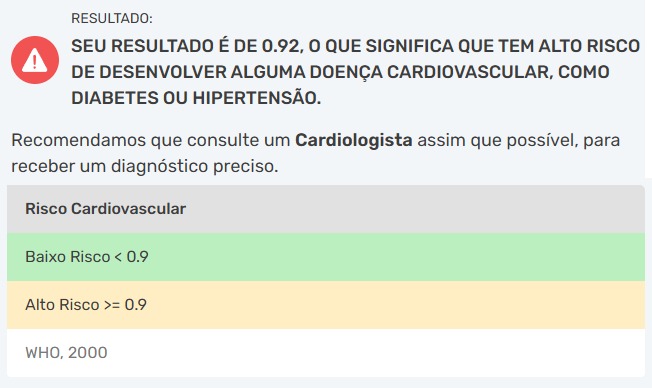 RESULTADO:
SEU RESULTADO É DE 0.92, O QUE SIGNIFICA QUE TEM ALTO RISCO
DE DESENVOLVER ALGUMA DOENÇA CARDIOVASCULAR, COMO
DIABETES OU HIPERTENSÃO.
Recomendamos que consulte um Cardiologista assim que possível, para
receber um diagnóstico preciso.
Risco Cardiovascular
Baixo Risco < 0.9
Alto Risco >= 0.9
WHO, 2000